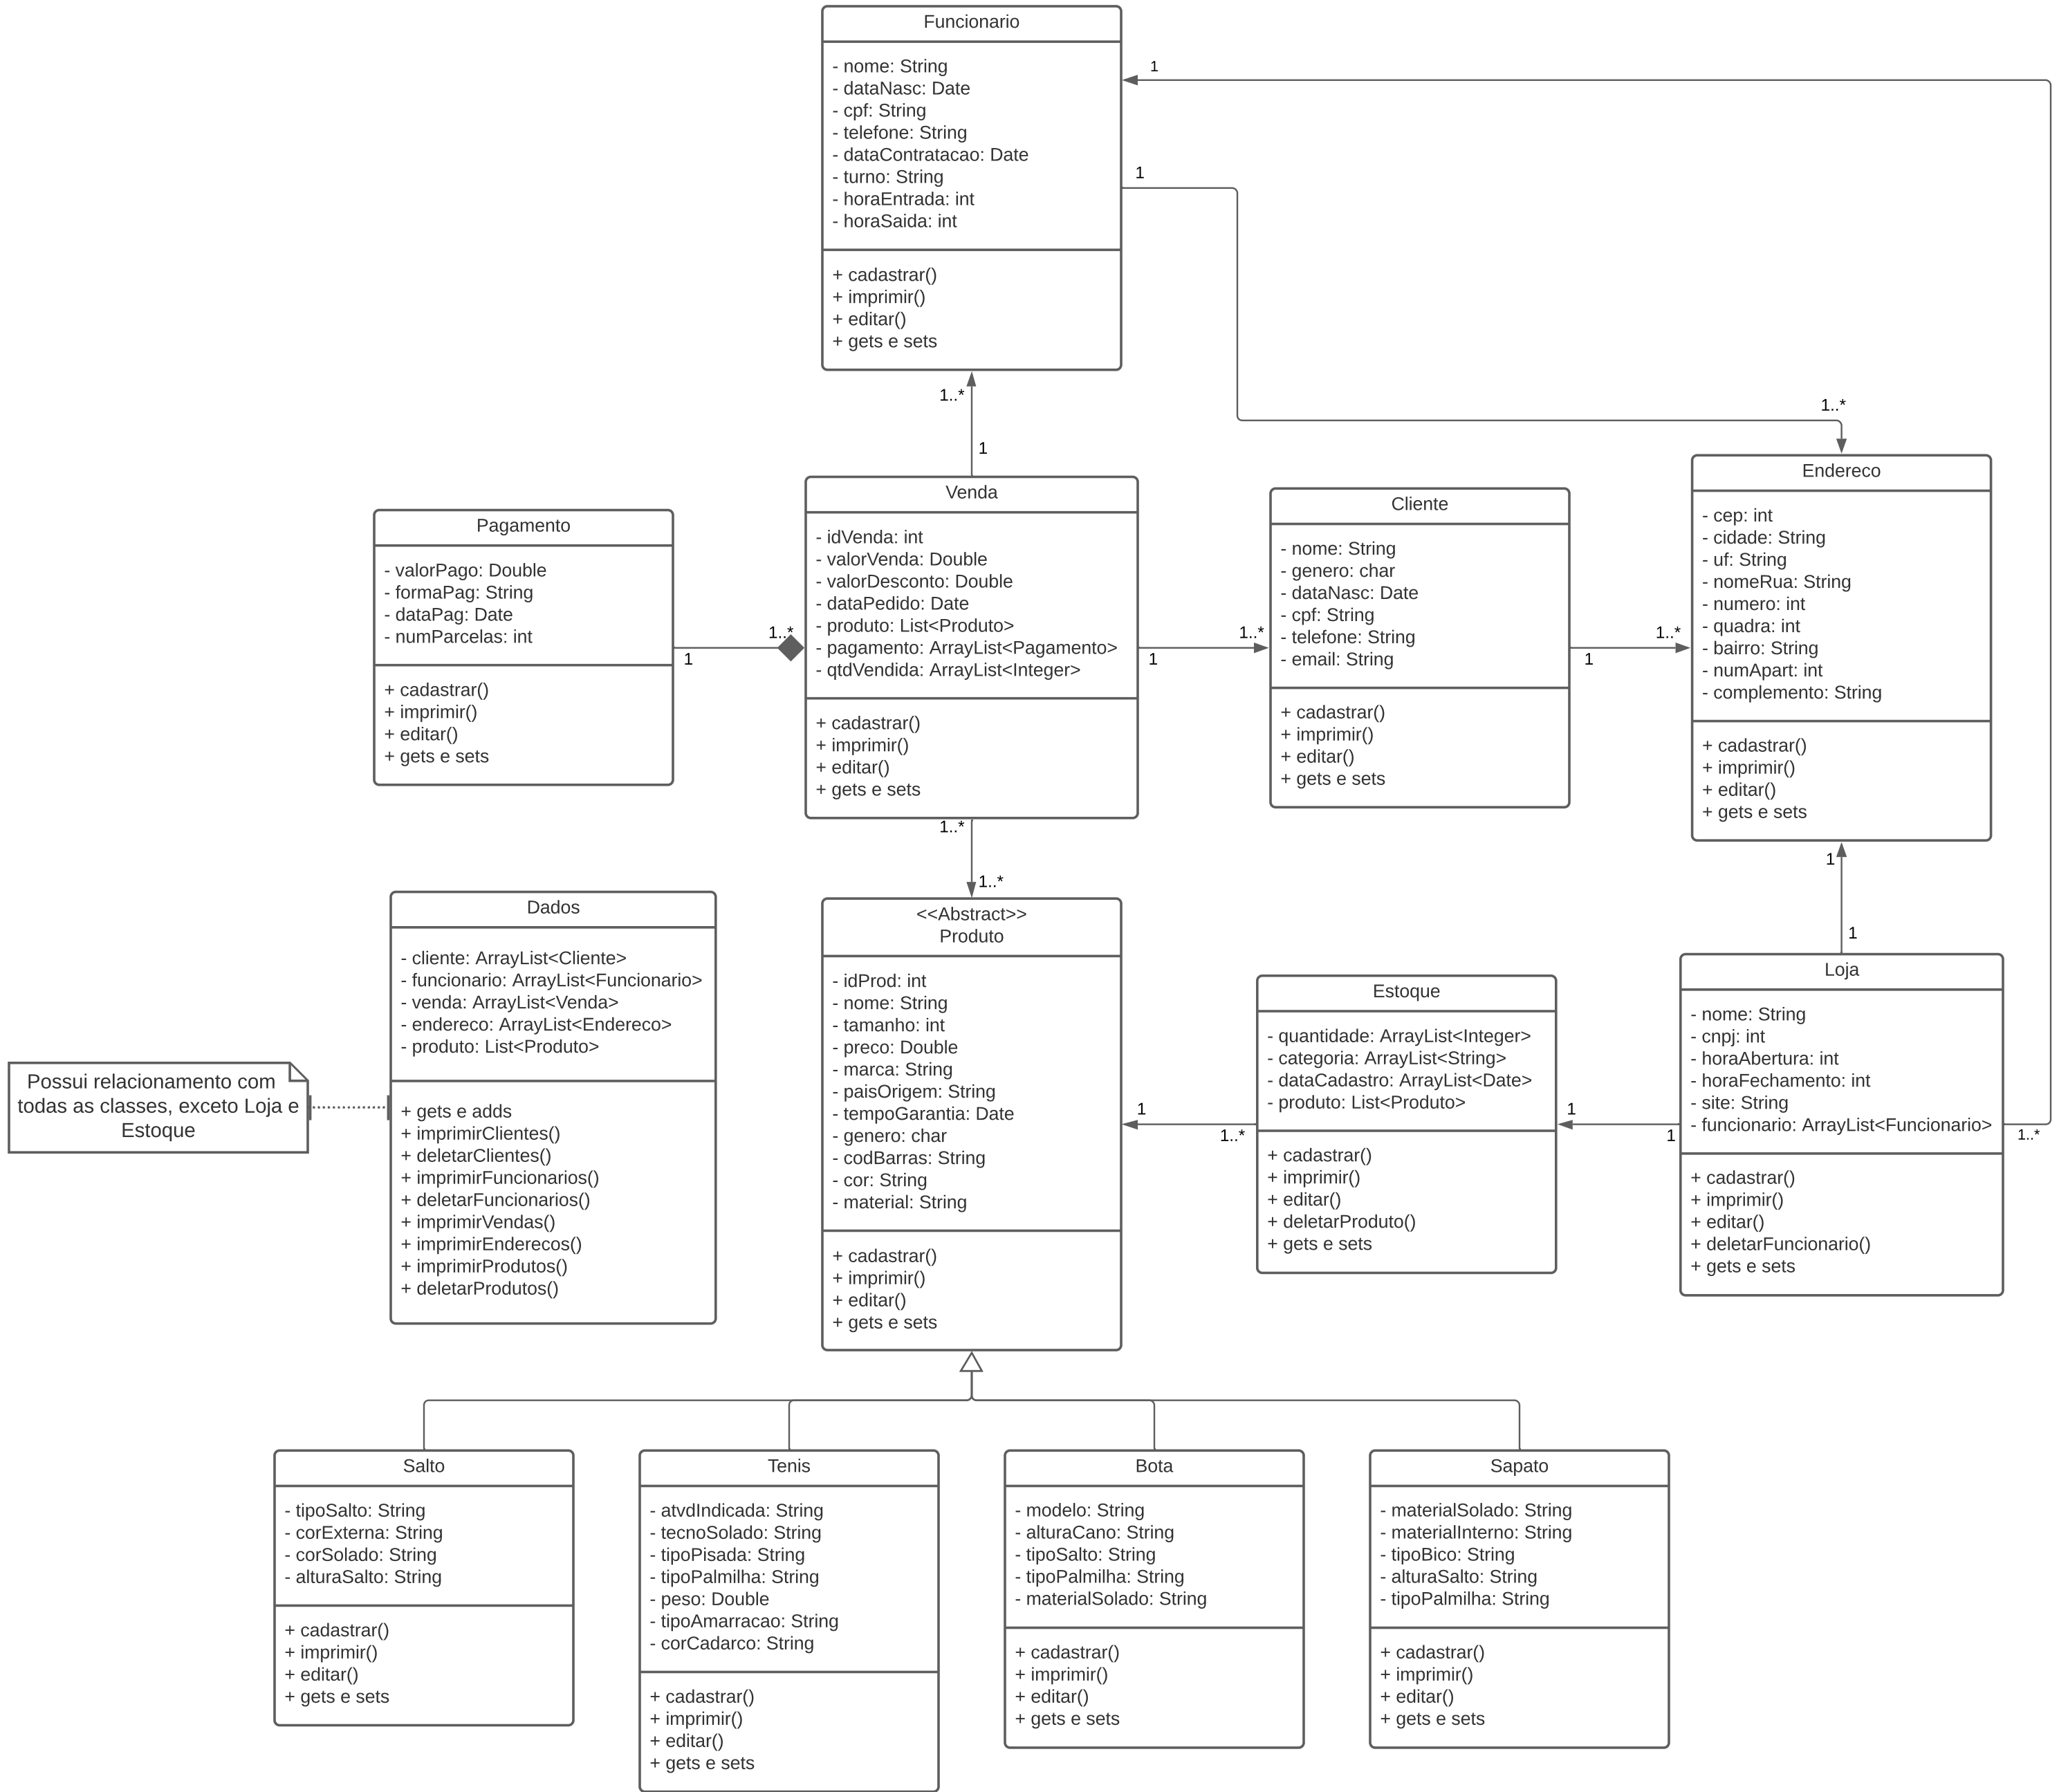 Funcionario
- nome: String
- dataNasc: Date
- cpf: String
- telefone: String
- dataContratacao: Date
- turno: String
- horaEntrada: int
- horaSaida: int
+ cadastrar()
+ imprimir()
+ editar()
+ gets e sets
1
1
1..*
1..*
1
Pagamento
- valorPago: Double
- formaPag: String
- dataPag: Date
- numParcelas: int
+ cadastrar()
+ imprimir()
+ editar()
+ gets e sets
1..*
1
Venda
- idVenda: int
- valorVenda: Double
- valorDesconto: Double
- dataPedido: Date
- produto: List<Produto>
- pagamento: ArrayList<Pagamento>
- qtdVendida: ArrayList<Integer>
+ cadastrar()
+ imprimir()
+ editar()
+ gets e sets
1..*
1
Cliente
- nome: String
- genero: char
- dataNasc: Date
- cpf: String
- telefone: String
- email: String
+ cadastrar()
+ imprimir()
+ editar()
+ gets e sets
1..*
1
Endereco
- cep: int
- cidade: String
- uf: String
- nomeRua: String
- numero: int
- quadra: int
- bairro: String
- numApart: int
- complemento: String
+ cadastrar()
+ imprimir()
+ editar()
+ gets e sets
1..*
1..*
1
1
Possui relacionamento com
todas as classes, exceto Loja e
Estoque
Dados
- cliente: ArrayList<Cliente>
- funcionario: ArrayList<Funcionario>
- venda: ArrayList<Venda>
- endereco: ArrayList<Endereco>
- produto: List<Produto>
+ gets e adds
+ imprimirClientes()
+ deletarClientes()
+ imprimirFuncionarios()
+ deletarFuncionarios()
+ imprimirVendas()
+ imprimirEnderecos()
+ imprimirProdutos()
+ deletarProdutos()
<<Abstract>>
Produto
- idProd: int
- nome: String
- tamanho: int
- preco: Double
- marca: String
- paisOrigem: String
- tempoGarantia: Date
- genero: char
- codBarras: String
- cor: String
- material: String
+ cadastrar()
+ imprimir()
+ editar()
+ gets e sets
1
1..*
Estoque
- quantidade: ArrayList<Integer>
- categoria: ArrayList<String>
- dataCadastro: ArrayList<Date>
- produto: List<Produto>
+ cadastrar()
+ imprimir()
+ editar()
+ deletarProduto()
+ gets e sets
1
1
Loja
- nome: String
- cnpj: int
- horaAbertura: int
- horaFechamento: int
- site: String
- funcionario: ArrayList<Funcionario>
+ cadastrar()
+ imprimir()
+ editar()
+ deletarFuncionario()
+ gets e sets
1..*
Salto
- tipoSalto: String
- corExterna: String
- corSolado: String
- alturaSalto: String
+ cadastrar()
+ imprimir()
+ editar()
+ gets e sets
Tenis
- atvdIndicada: String
- tecnoSolado: String
- tipoPisada: String
- tipoPalmilha: String
- peso: Double
- tipoAmarracao: String
- corCadarco: String
+ cadastrar()
+ imprimir()
+ editar()
+ gets e sets
Bota
- modelo: String
- alturaCano: String
- tipoSalto: String
- tipoPalmilha: String
- materialSolado: String
+ cadastrar()
+ imprimir()
+ editar()
+ gets e sets
Sapato
- materialSolado: String
- materialInterno: String
- tipoBico: String
- alturaSalto: String
- tipoPalmilha: String
+ cadastrar()
+ imprimir()
+ editar()
+ gets e sets